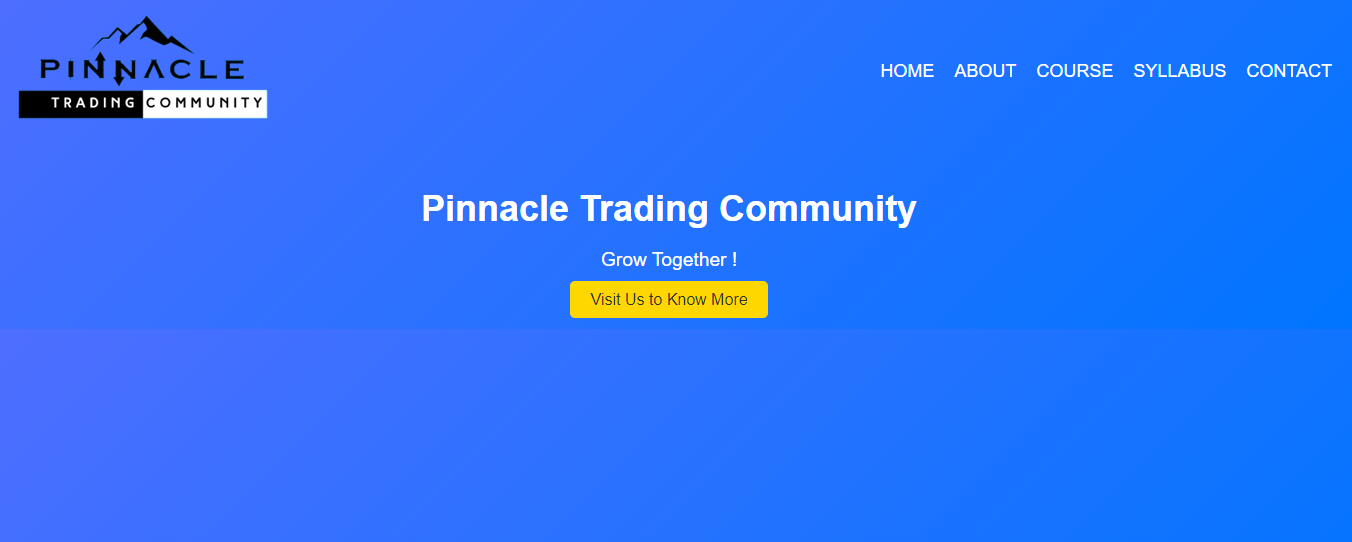 PINNACLE
TRADING COMMUNITY
HOME ABOUT COURSE SYLLABUS CONTACT
Pinnacle Trading Community
Grow Together !
Visit Us to Know More